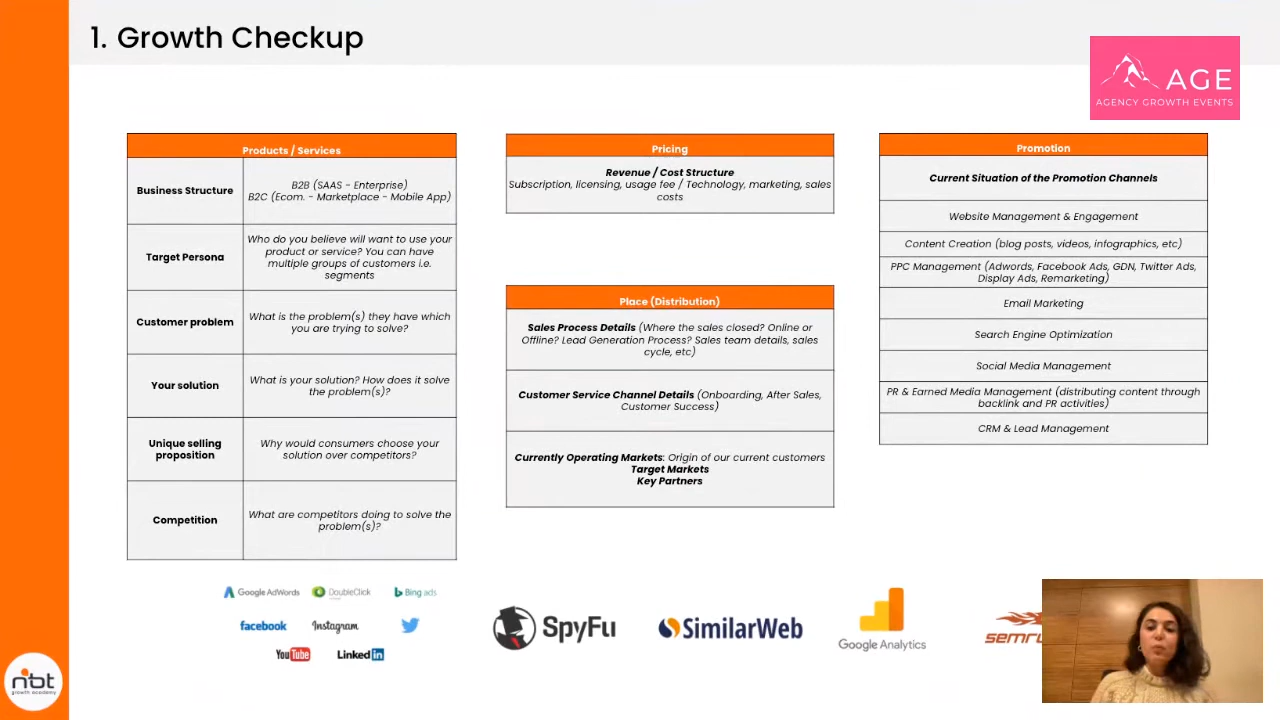 1. Growth Checkup
AGE
AGENCY GROWTH EVENTS
Products / Services
Business Structure
B2B (SAAS - Enterprise)
B2C (Ecom. - Marketplace - Mobile App)
Target Persona
Who do you believe will want to use your
product or service? You can have
multiple groups of customers i.e.
segments
Customer problem
What is the problem(s) they have which
you are trying to solve?
Your solution
What is your solution? How does it solve
the problem(s)?
Unique selling
proposition
Why would consumers choose your
solution over competitors?
Competition
What are competitors doing to solve the
problem(s)?
Pricing
Revenue / Cost Structure
Subscription, licensing, usage fee / Technology, marketing, sales
costs
Place (Distribution)
Sales Process Details (Where the sales closed? Online or
Offline? Lead Generation Process? Sales team details, sales
cycle, etc)
Customer Service Channel Details (Onboarding, After Sales,
Customer Success)
Currently Operating Markets: Origin of our current customers
Target Markets
Key Partners
Promotion
Current Situation of the Promotion Channels
Website Management & Engagement
Content Creation (blog posts, videos, infographics, etc)
PPC Management (Adwords, Facebook Ads, GDN, Twitter Ads,
Display Ads, Remarketing)
Email Marketing
Search Engine Optimization
Social Media Management
PR & Earned Media Management (distributing content through
backlink and PR activities)
CRM & Lead Management
Google AdWords
DoubleClick
Bing ads
facebook
Instagram
YouTube
LinkedIn
SpyFu
SimilarWeb
Google Analytics
semru
nbt
growth academy